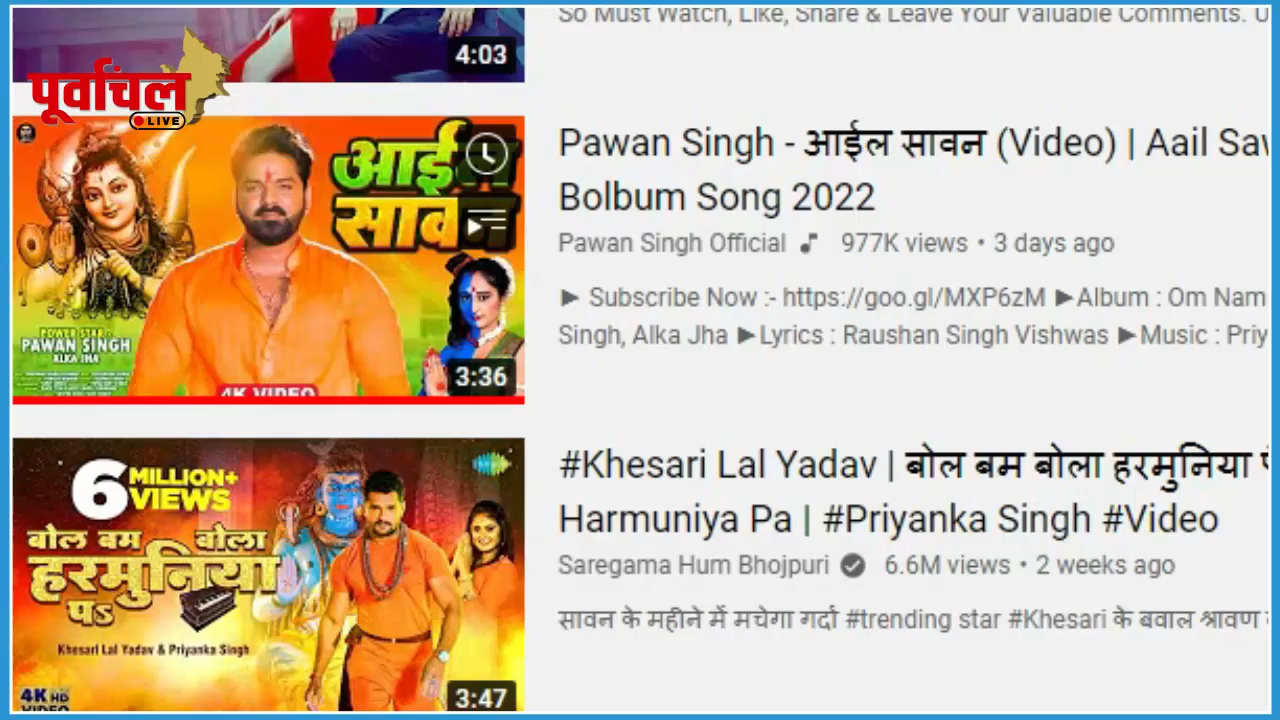 So Must Watch, Like, Share & Leave Your Valuable Comments. U
4:03
पूर्वांचल
LIVE
आईल
सावन
POWER STAR
PAWAN SINGH
ALKA JHA
4K VIDEO
3:36
Pawan Singh - आईल सावन (Video) | Aail Sav
Bolbum Song 2022
Pawan Singh Official 977K views • 3 days ago
► Subscribe Now :- https://goo.gl/MXP6zM ►Album : Om Nam
Singh, Alka Jha ►Lyrics : Raushan Singh Vishwas ►Music : Priy
6 MILLION+
VIEWS
बोल बम बोला
हरमुनिया
पऽ
Khesari Lal Yadav & Priyanka Singh
4K HD
VIDEO
3:47
#Khesari Lal Yadav | बोल बम बोला हरमुनिया पे
Harmuniya Pa | #Priyanka Singh #Video
Saregama Hum Bhojpuri 6.6M views • 2 weeks ago
सावन के महीने में मचेगा गर्दा #trending star #Khesari के बवाल श्रावण